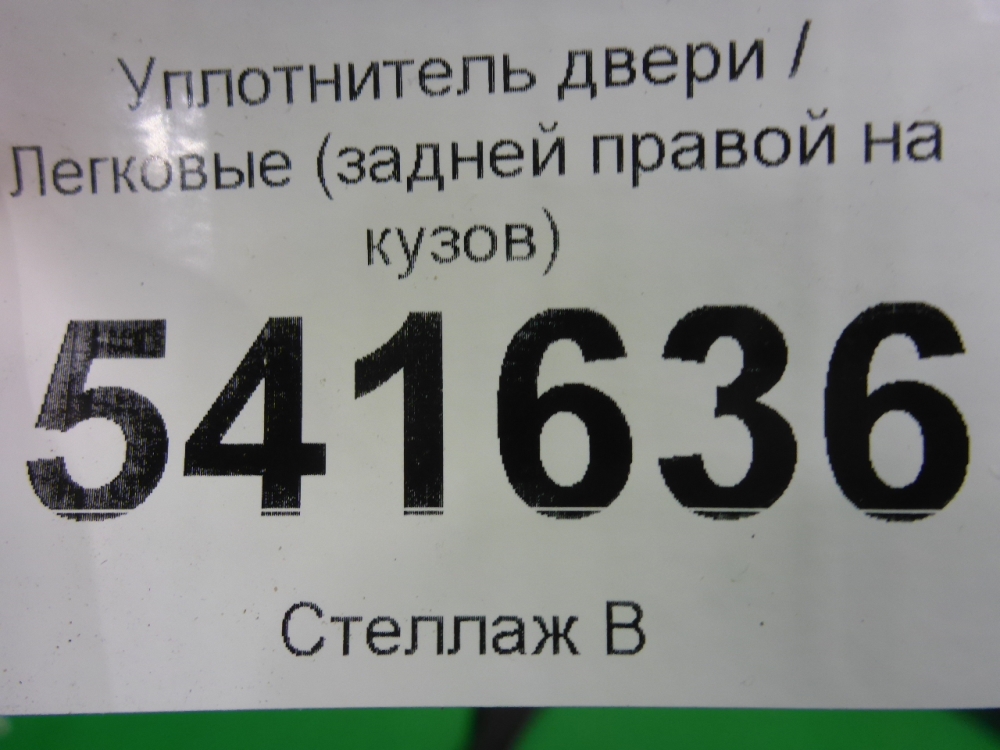 Уплотнитель двери /
Легковые (задней правой на
кузов)
541636
Стеллаж В